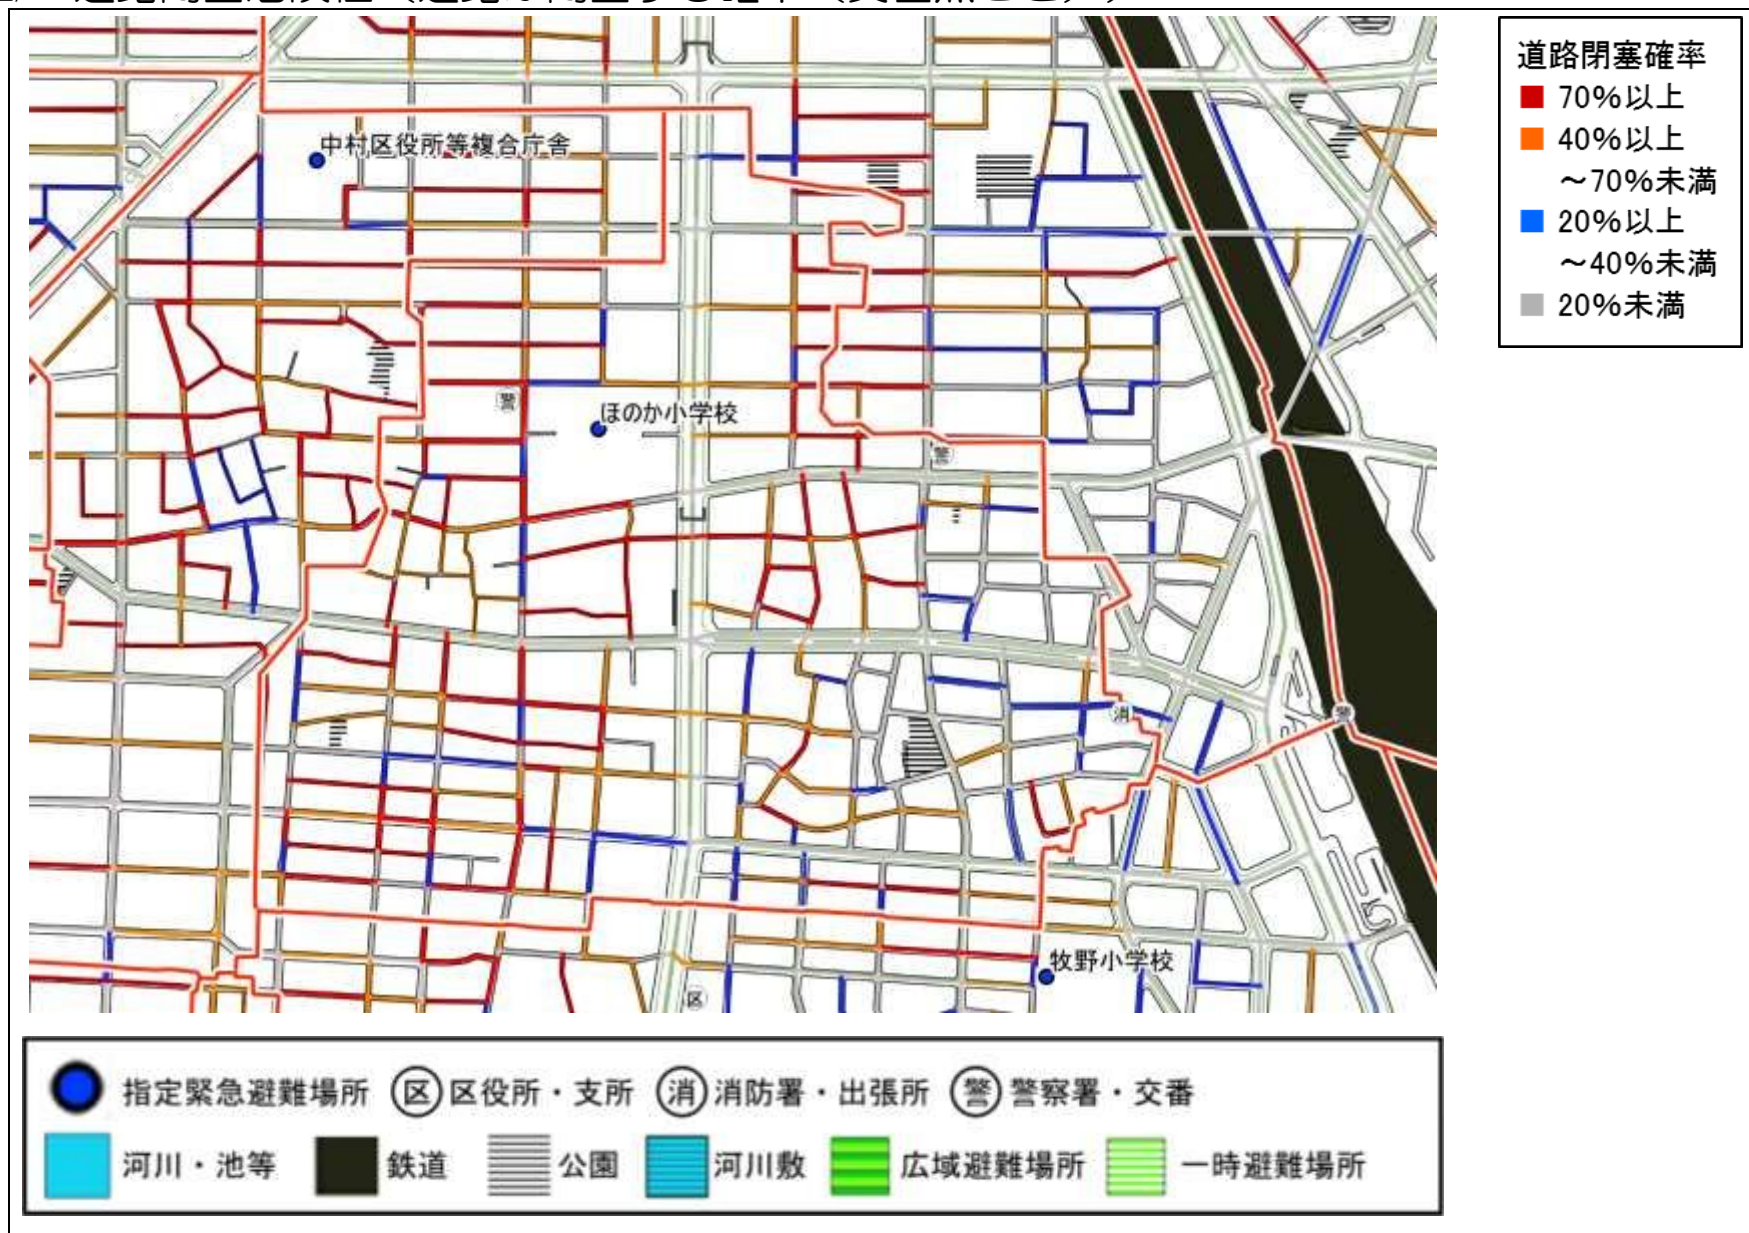 道路閉塞確率
70%以上
40%以上
～70%未満
20%以上
～40%未満
20%未満
中村区役所等複合庁舎
警
ほのか小学校
警
消
警
牧野小学校
区
指定緊急避難場所 区 区役所・支所 消 消防署・出張所 警 警察署・交番
河川・池等 鉄道 公園 河川敷 広域避難場所 一時避難場所